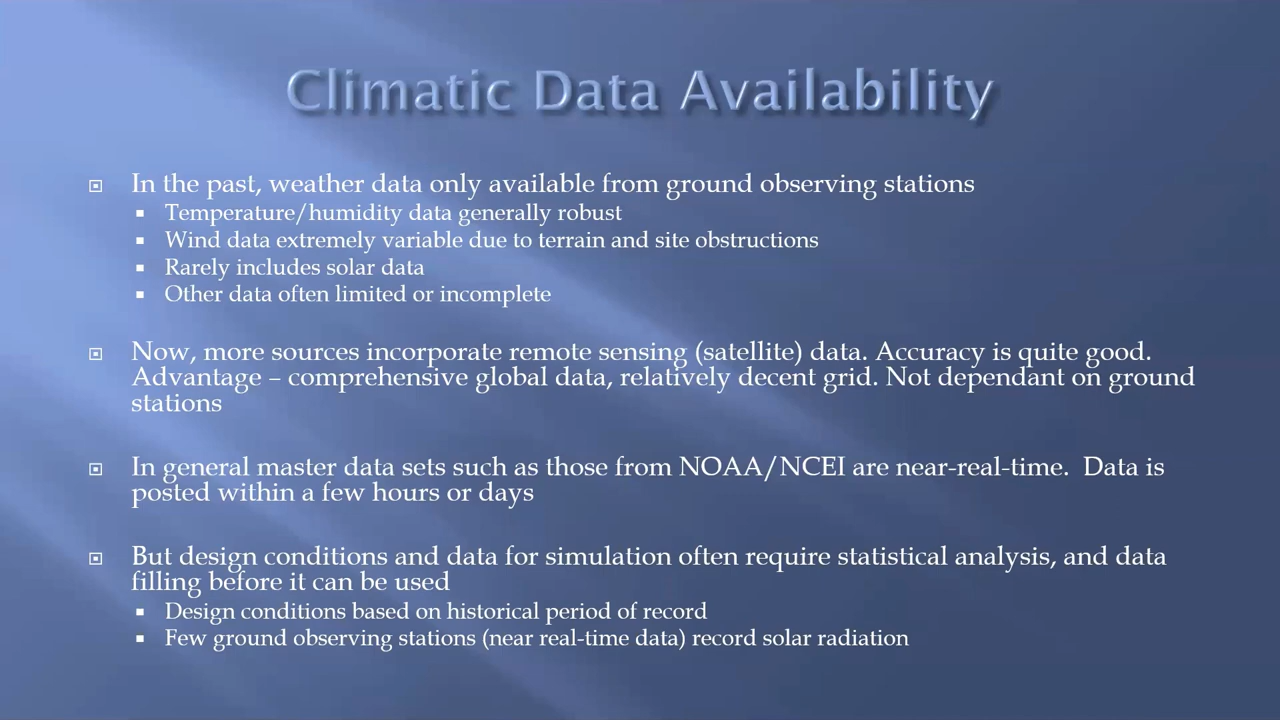 Climatic Data Availability
In the past, weather data only available from ground observing stations
Temperature/humidity data generally robust
Wind data extremely variable due to terrain and site obstructions
Rarely includes solar data
Other data often limited or incomplete
Now, more sources incorporate remote sensing (satellite) data. Accuracy is quite good.
Advantage – comprehensive global data, relatively decent grid. Not dependant on ground
stations
In general master data sets such as those from NOAA/NCEI are near-real-time.  Data is
posted within a few hours or days
But design conditions and data for simulation often require statistical analysis, and data
filling before it can be used
Design conditions based on historical period of record
Few ground observing stations (near real-time data) record solar radiation